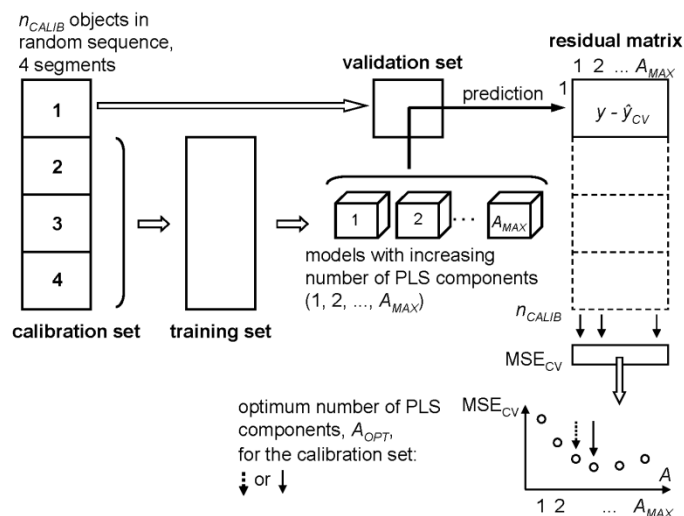 n_CALIB objects in
random sequence,
4 segments
1
2
3
4
calibration set
training set
validation set
prediction
1
2
...
A_MAX
models with increasing
number of PLS components
(1, 2, ..., A_MAX)
residual matrix
1 2 ... A_MAX
1
y - ŷ_CV
n_CALIB
MSE_CV
optimum number of PLS
components, A_OPT,
for the calibration set:
or
MSE_CV
A
1 2 ... A_MAX